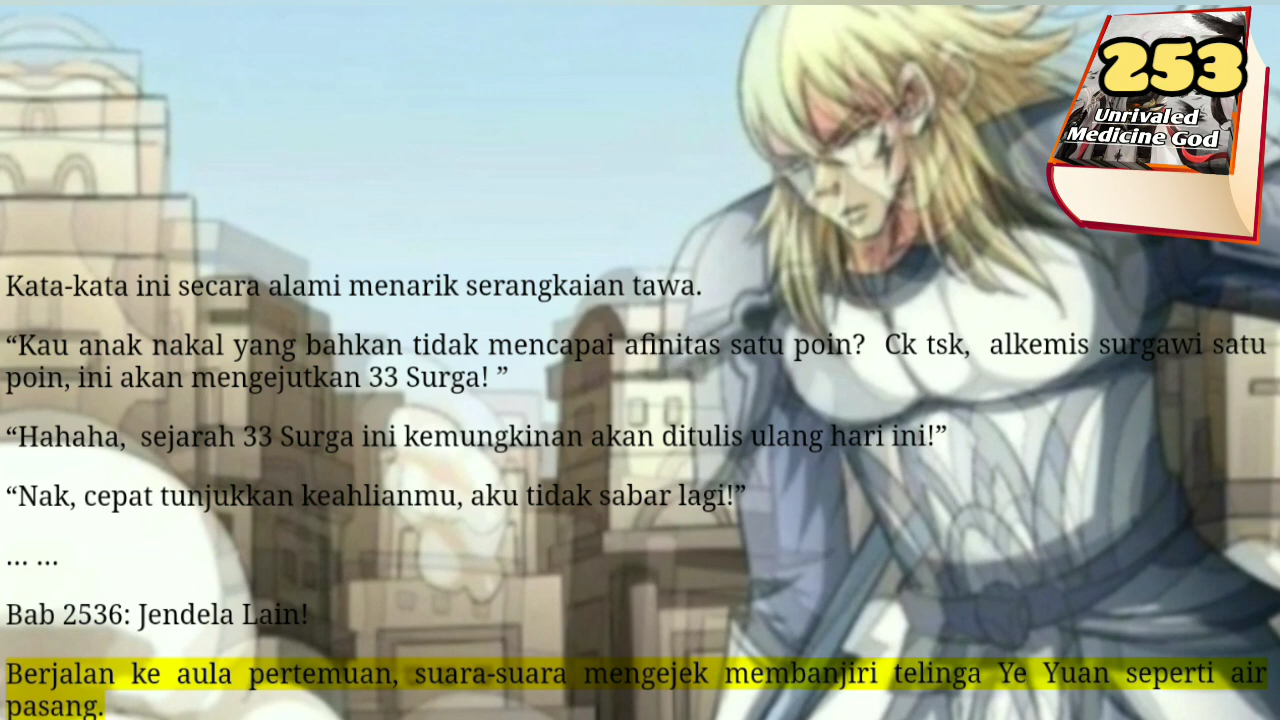 253
Unrivaled
Medicine God
Kata-kata ini secara alami menarik serangkaian tawa.
“Kau anak nakal yang bahkan tidak mencapai afinitas satu poin? Ck tsk, alkemis surgawi satu
poin, ini akan mengejutkan 33 Surga! ”
“Hahaha, sejarah 33 Surga ini kemungkinan akan ditulis ulang hari ini!”
“Nak, cepat tunjukkan keahlianmu, aku tidak sabar lagi!”
... ...
Bab 2536: Jendela Lain!
Berjalan ke aula pertemuan, suara-suara mengejek membanjiri telinga Ye Yuan seperti air
pasang.